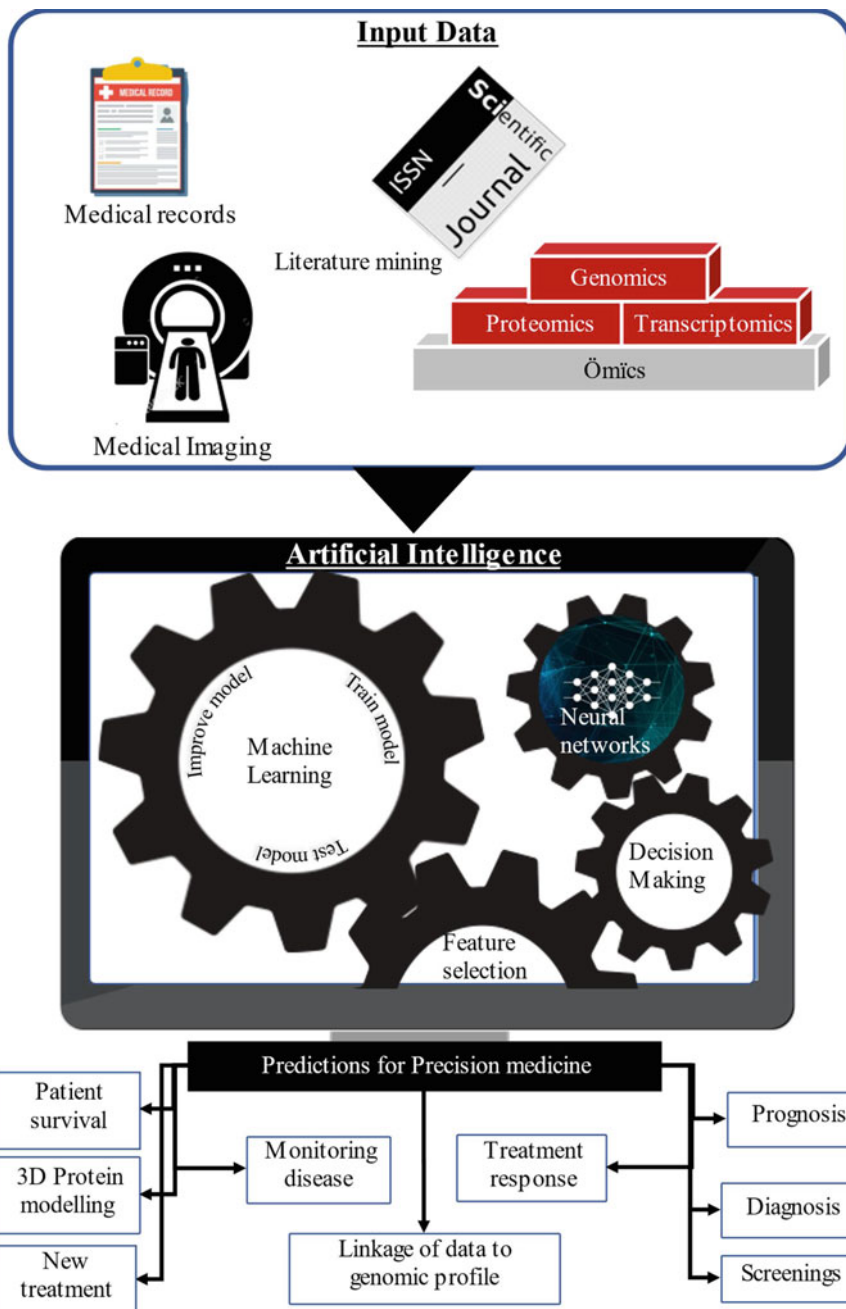 Input Data
MEDICAL RECORD
Medical records
Scientific
Journal
ISSN
Literature mining
Genomics
Proteomics
Transcriptomics
Ömïcs
Medical Imaging
Artificial Intelligence
Improve model
Train model
Test model
Machine
Learning
Neural
networks
Decision
Making
Feature
selection
Predictions for Precision medicine
Patient
survival
3D Protein
modelling
New
treatment
Monitoring
disease
Linkage of data to
genomic profile
Treatment
response
Prognosis
Diagnosis
Screenings